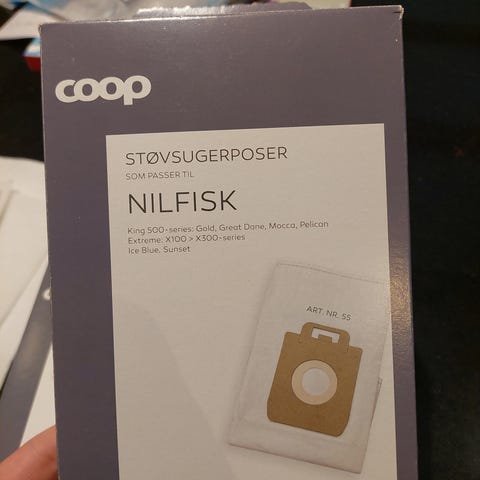 coop
STØVSUGERPOSER
SOM PASSER TIL
NILFISK
King 500-series: Gold, Great Dane, Mocca, Pelican
Extreme: X100 > X300-series
Ice Blue, Sunset
ART. NR. 55